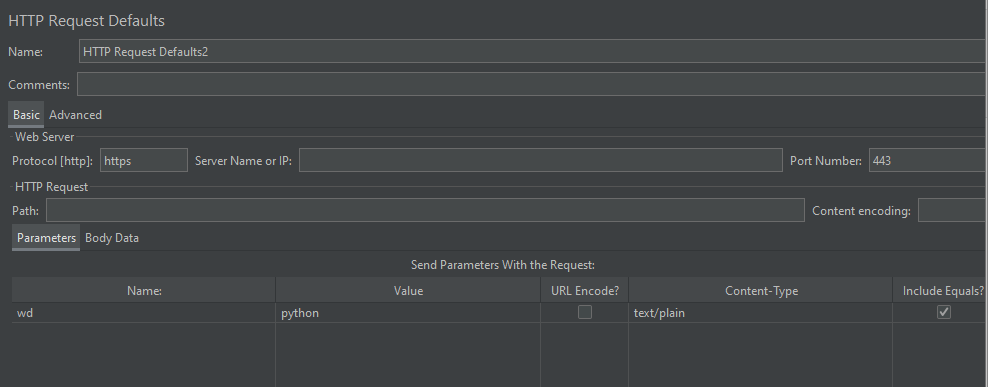 HTTP Request Defaults
Name: HTTP Request Defaults2
Comments:
Basic Advanced
Web Server
Protocol [http]: https Server Name or IP: Port Number: 443
HTTP Request
Path: Content encoding:
Parameters Body Data
Send Parameters With the Request:
Name: Value URL Encode? Content-Type Include Equals?
wd python text/plain